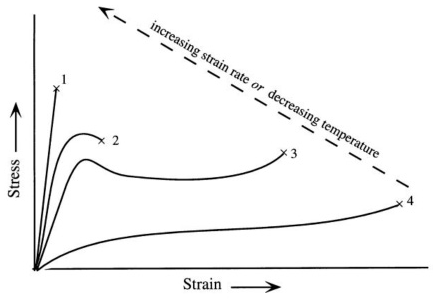 increasing strain rate or decreasing temperature
1
2
3
4
Stress
Strain